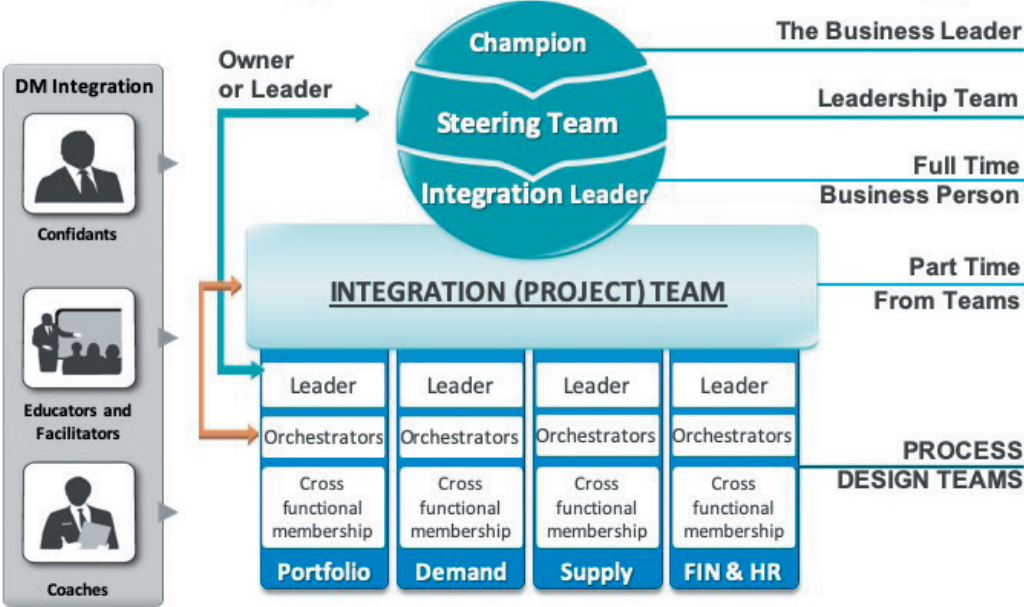 DM Integration
Confidants
Educators and
Facilitators
Coaches
Owner
or Leader
Champion
Steering Team
Integration Leader
The Business Leader
Leadership Team
Full Time
Business Person
INTEGRATION (PROJECT) TEAM
Part Time
From Teams
Leader
Orchestrators
Cross
functional
membership
Portfolio
Leader
Orchestrators
Cross
functional
membership
Demand
Leader
Orchestrators
Cross
functional
membership
Supply
Leader
Orchestrators
Cross
functional
membership
FIN & HR
PROCESS
DESIGN TEAMS